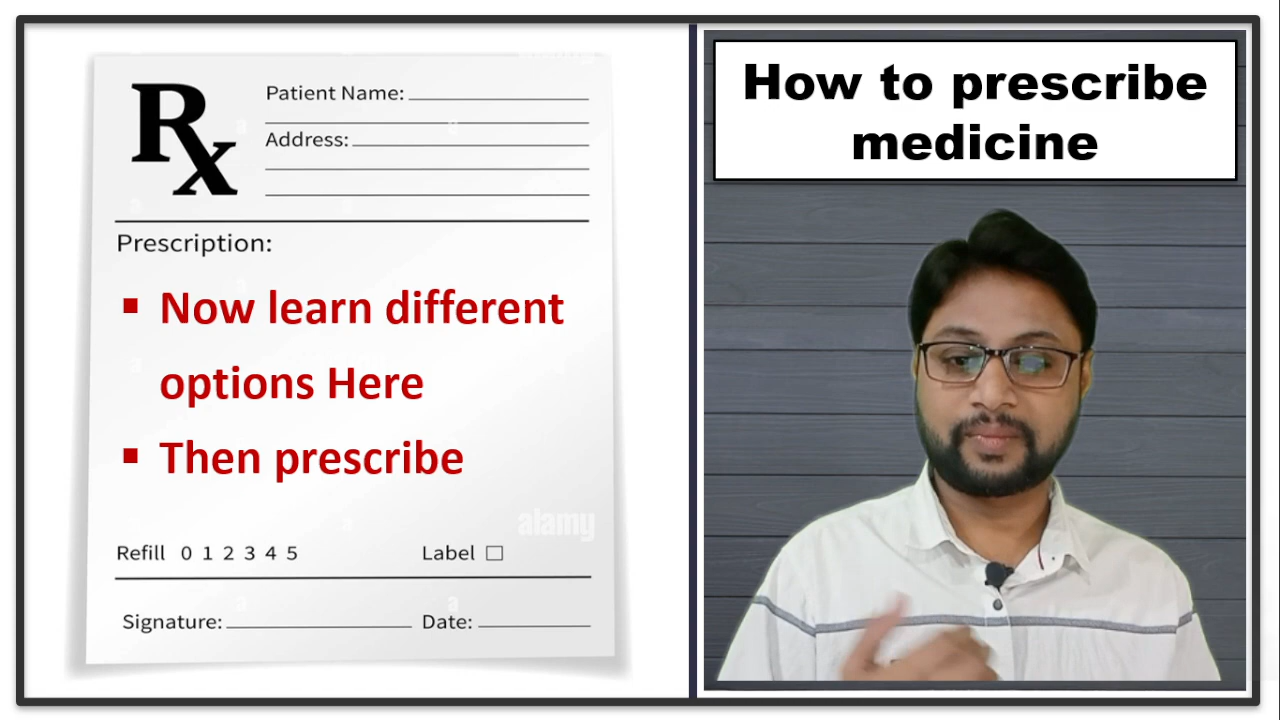 Rx
Patient Name:
Address:
Prescription:
▪ Now learn different
options Here
▪ Then prescribe
alamy
Refill 0 1 2 3 4 5
Label
Signature:
Date:
How to prescribe
medicine